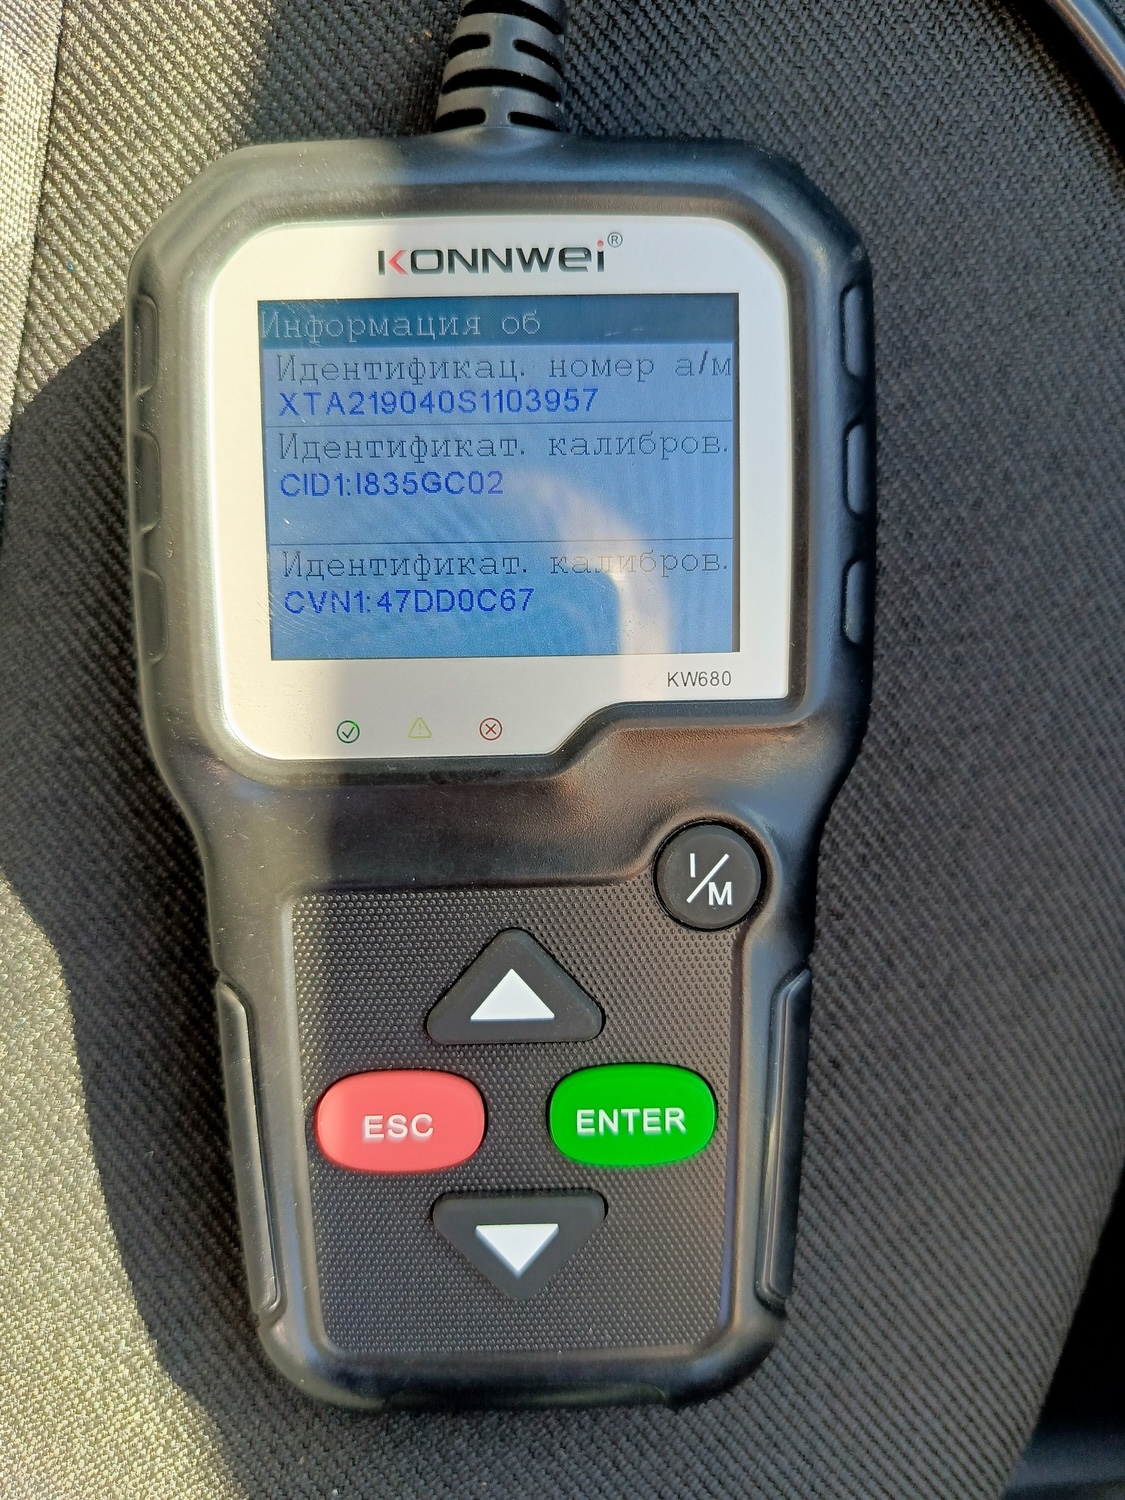 KONNWEI®
Информация об
Идентификац. номер а/м
XTA219040S1103957
Идентификат. калибров.
CID1:I835GC02
Идентификат. калибров.
CVN1:47DD0C67
KW680
I/M
ESC
ENTER